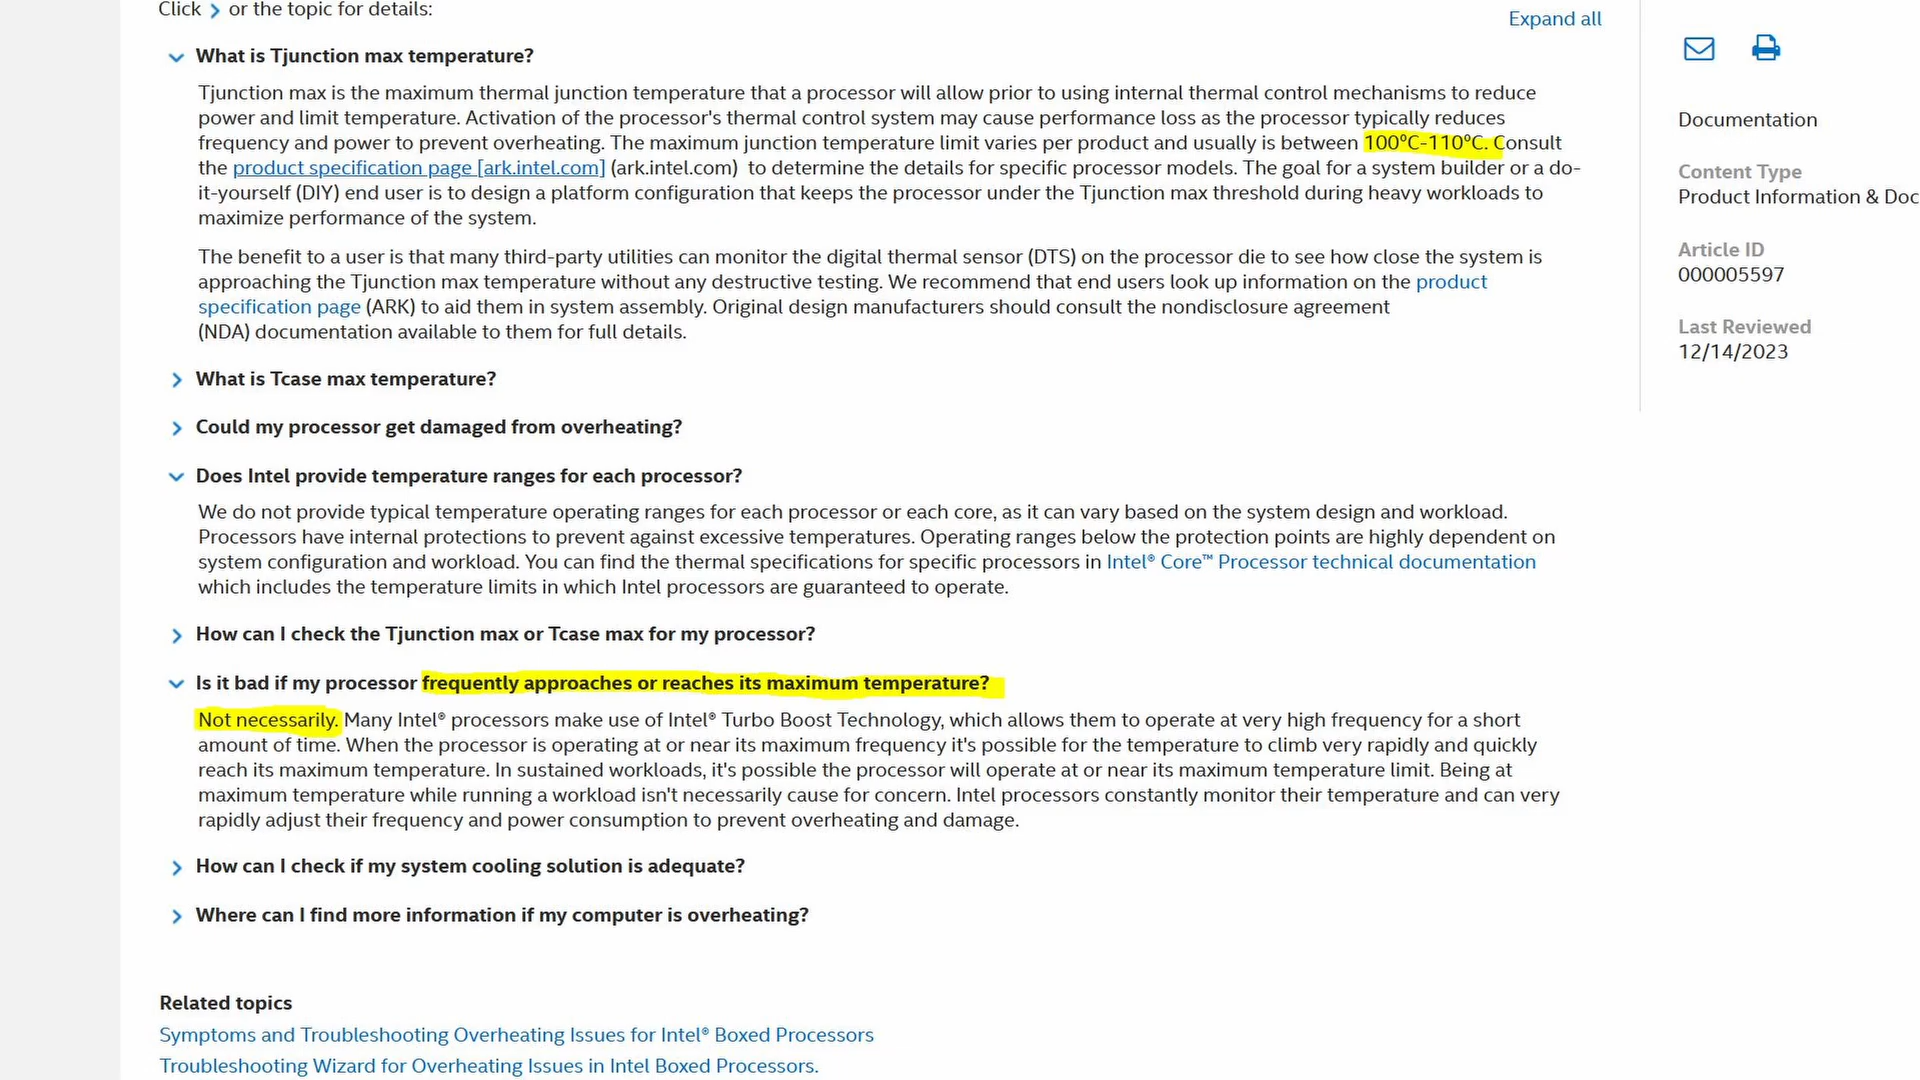 Click > or the topic for details:
Expand all
What is Tjunction max temperature?
Tjunction max is the maximum thermal junction temperature that a processor will allow prior to using internal thermal control mechanisms to reduce
power and limit temperature. Activation of the processor's thermal control system may cause performance loss as the processor typically reduces
frequency and power to prevent overheating. The maximum junction temperature limit varies per product and usually is between 100ºC-110ºC. Consult
the product specification page [ark.intel.com] (ark.intel.com) to determine the details for specific processor models. The goal for a system builder or a do-
it-yourself (DIY) end user is to design a platform configuration that keeps the processor under the Tjunction max threshold during heavy workloads to
maximize performance of the system.
The benefit to a user is that many third-party utilities can monitor the digital thermal sensor (DTS) on the processor die to see how close the system is
approaching the Tjunction max temperature without any destructive testing. We recommend that end users look up information on the product
specification page (ARK) to aid them in system assembly. Original design manufacturers should consult the nondisclosure agreement
(NDA) documentation available to them for full details.
What is Tcase max temperature?
Could my processor get damaged from overheating?
Does Intel provide temperature ranges for each processor?
We do not provide typical temperature operating ranges for each processor or each core, as it can vary based on the system design and workload.
Processors have internal protections to prevent against excessive temperatures. Operating ranges below the protection points are highly dependent on
system configuration and workload. You can find the thermal specifications for specific processors in Intel® Core™ Processor technical documentation
which includes the temperature limits in which Intel processors are guaranteed to operate.
How can I check the Tjunction max or Tcase max for my processor?
Is it bad if my processor frequently approaches or reaches its maximum temperature?
Not necessarily. Many Intel® processors make use of Intel® Turbo Boost Technology, which allows them to operate at very high frequency for a short
amount of time. When the processor is operating at or near its maximum frequency it's possible for the temperature to climb very rapidly and quickly
reach its maximum temperature. In sustained workloads, it's possible the processor will operate at or near its maximum temperature limit. Being at
maximum temperature while running a workload isn't necessarily cause for concern. Intel processors constantly monitor their temperature and can very
rapidly adjust their frequency and power consumption to prevent overheating and damage.
How can I check if my system cooling solution is adequate?
Where can I find more information if my computer is overheating?
Related topics
Symptoms and Troubleshooting Overheating Issues for Intel® Boxed Processors
Troubleshooting Wizard for Overheating Issues in Intel Boxed Processors.
Documentation
Content Type
Product Information & Doc
Article ID
000005597
Last Reviewed
12/14/2023